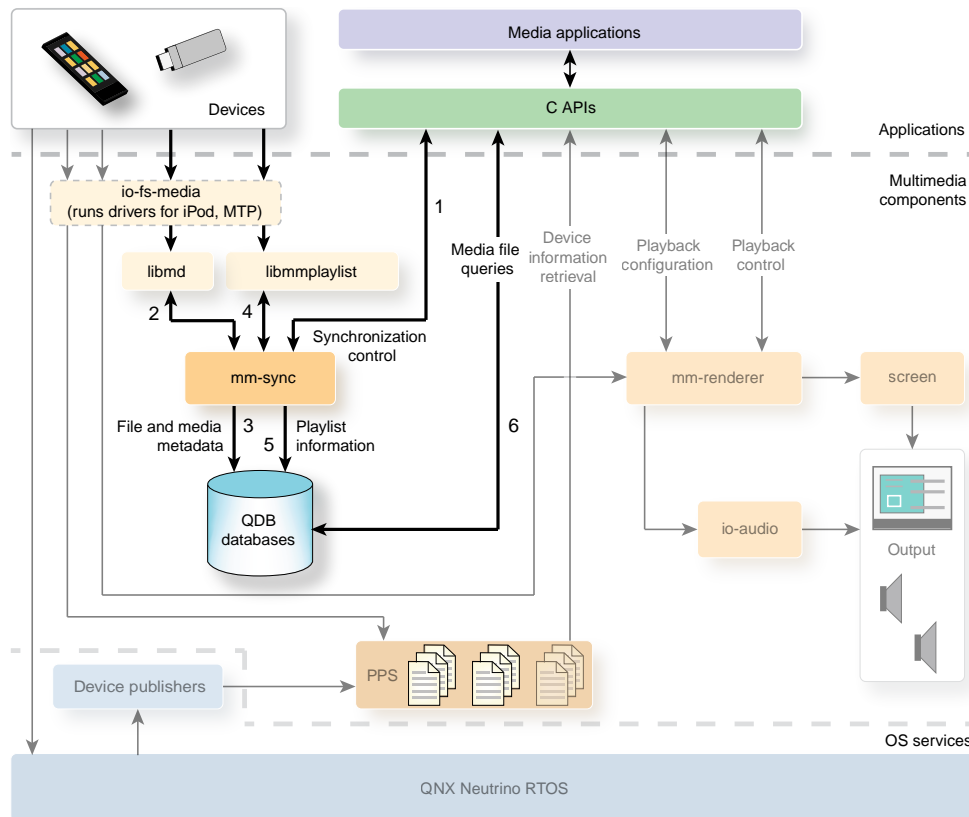 Media applications
Devices
C APIs
Applications
Multimedia
components
io-fs-media
(runs drivers for iPod, MTP)
1
Media file
queries
Device
information
retrieval
Playback
configuration
Playback
control
libmd
libmmplaylist
2
4
Synchronization
control
mm-sync
mm-renderer
screen
File and media
metadata
3
5
Playlist
information
6
QDB
databases
io-audio
Output
Device publishers
PPS
OS services
QNX Neutrino RTOS